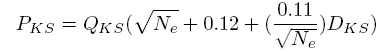 $P_{KS} = Q_{KS}(\sqrt{N_e} + 0.12 + (\frac{0.11}{\sqrt{N_e}})D_{KS})$